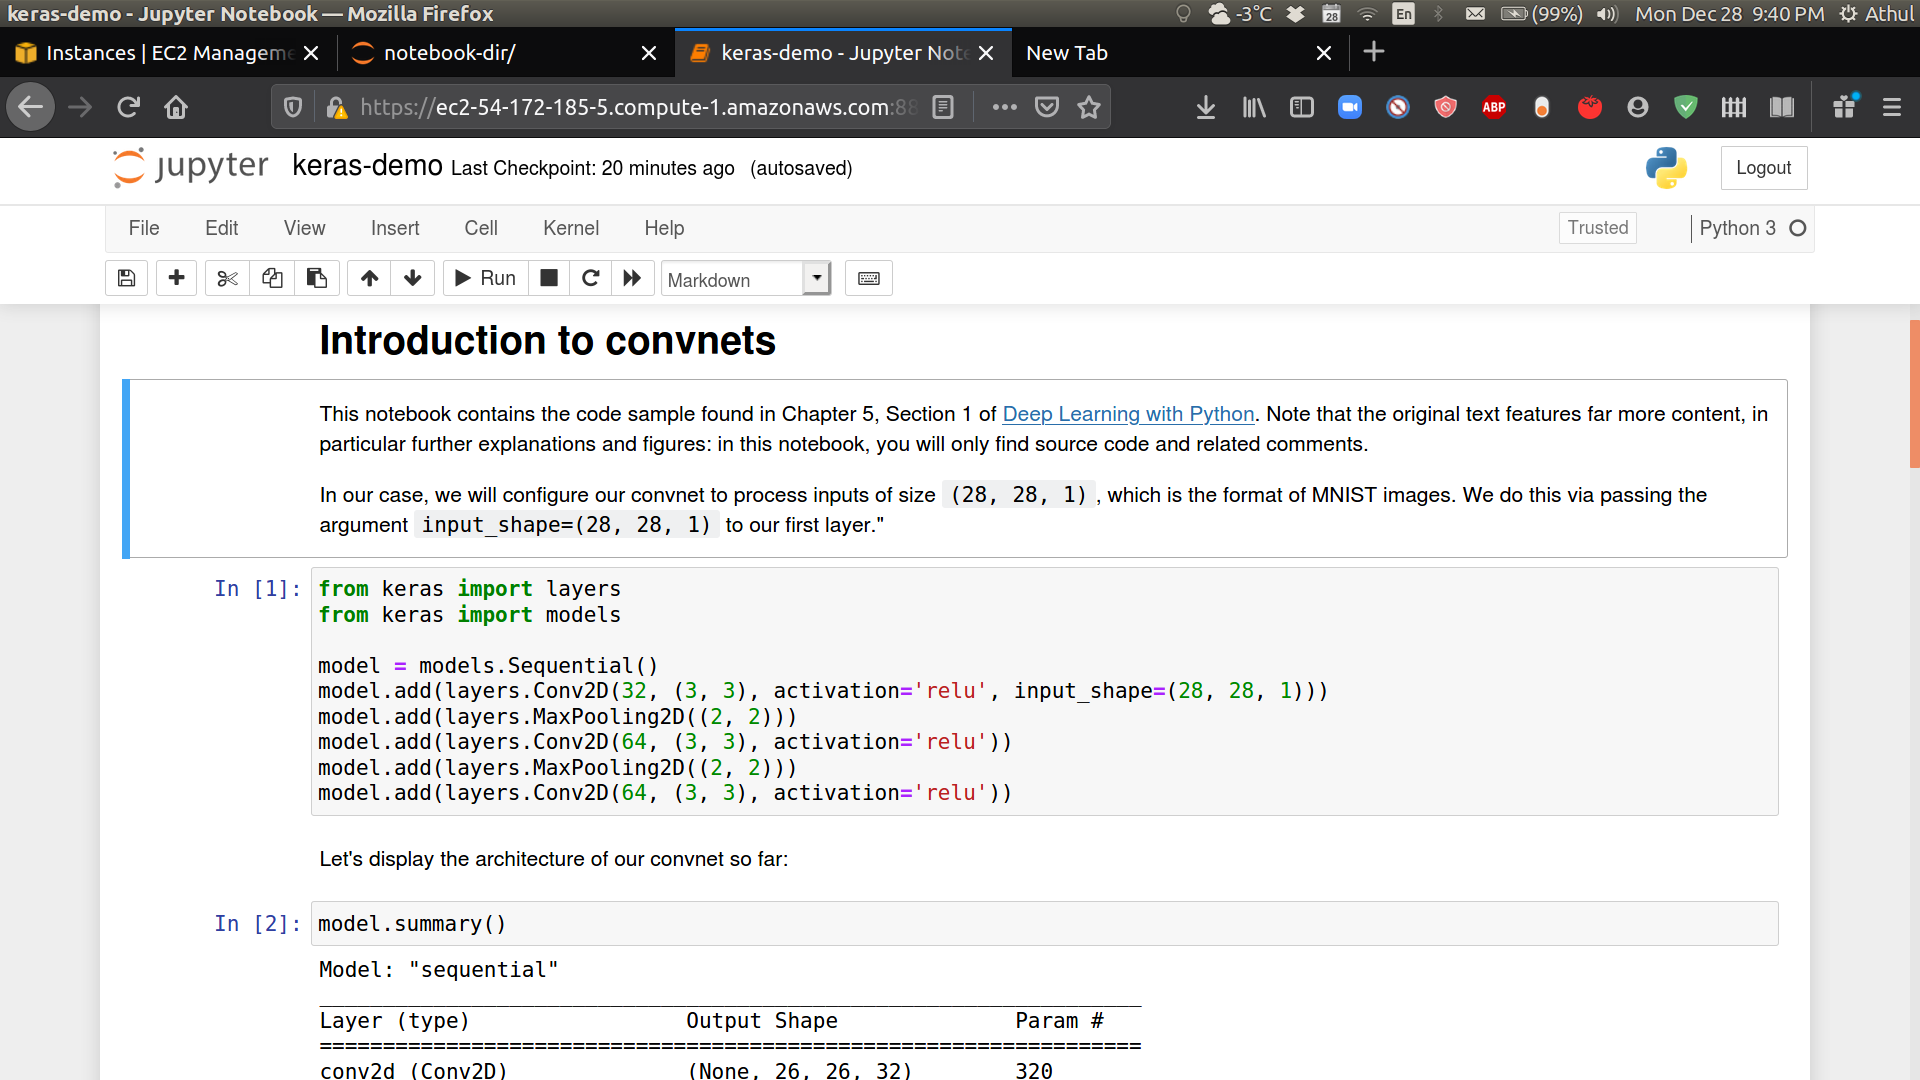 keras-demo - Jupyter Notebook — Mozilla Firefox
-3°C 28 En (99%) Mon Dec 28 9:40 PM Athul
Instances | EC2 Manageme
notebook-dir/
keras-demo - Jupyter Note
New Tab
https://ec2-54-172-185-5.compute-1.amazonaws.com:88
ABP
jupyter keras-demo Last Checkpoint: 20 minutes ago (autosaved)
Logout
File Edit View Insert Cell Kernel Help
Trusted
Python 3
Run
Markdown
Introduction to convnets
This notebook contains the code sample found in Chapter 5, Section 1 of Deep Learning with Python. Note that the original text features far more content, in
particular further explanations and figures: in this notebook, you will only find source code and related comments.
In our case, we will configure our convnet to process inputs of size (28, 28, 1), which is the format of MNIST images. We do this via passing the
argument input_shape=(28, 28, 1) to our first layer."
In [1]:
from keras import layers
from keras import models
model = models.Sequential()
model.add(layers.Conv2D(32, (3, 3), activation='relu', input_shape=(28, 28, 1)))
model.add(layers.MaxPooling2D((2, 2)))
model.add(layers.Conv2D(64, (3, 3), activation='relu'))
model.add(layers.MaxPooling2D((2, 2)))
model.add(layers.Conv2D(64, (3, 3), activation='relu'))
Let's display the architecture of our convnet so far:
In [2]:
model.summary()
Model: "sequential"
_________________________________________________________________
Layer (type) Output Shape Param #
=================================================================
conv2d (Conv2D) (None, 26, 26, 32) 320